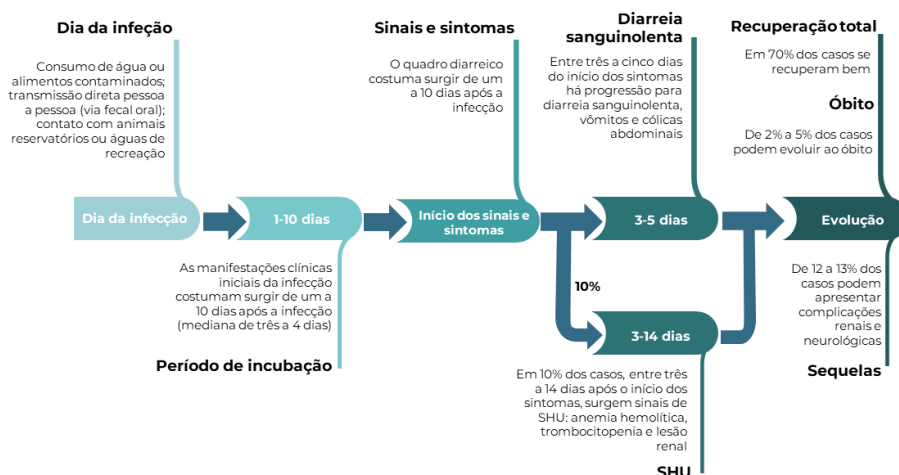 Dia da infeção
Consumo de água ou
alimentos contaminados;
transmissão direta pessoa
a pessoa (via fecal oral);
contato com animais
reservatórios ou águas de
recreação
Sinais e sintomas
O quadro diarreico
costuma surgir de um
a 10 dias após a
infecção
Diarreia
sanguinolenta
Entre três a cinco dias
do início dos sintomas
há progressão para
diarreia sanguinolenta,
vômitos e cólicas
abdominais
Recuperação total
Em 70% dos casos se
recuperam bem
Óbito
De 2% a 5% dos casos
podem evoluir ao óbito
Dia da infecção
1-10 dias
Início dos sinais e
sintomas
3-5 dias
Evolução
As manifestações clínicas
iniciais da infecção
costumam surgir de um a
10 dias após a infecção
(mediana de três a 4 dias)
Período de incubação
10%
3-14 dias
Em 10% dos casos, entre três
a 14 dias após o início dos
sintomas, surgem sinais de
SHU: anemia hemolítica,
trombocitopenia e lesão
renal
SHU
De 12 a 13% dos
casos podem
apresentar
complicações
renais e
neurológicas
Sequelas